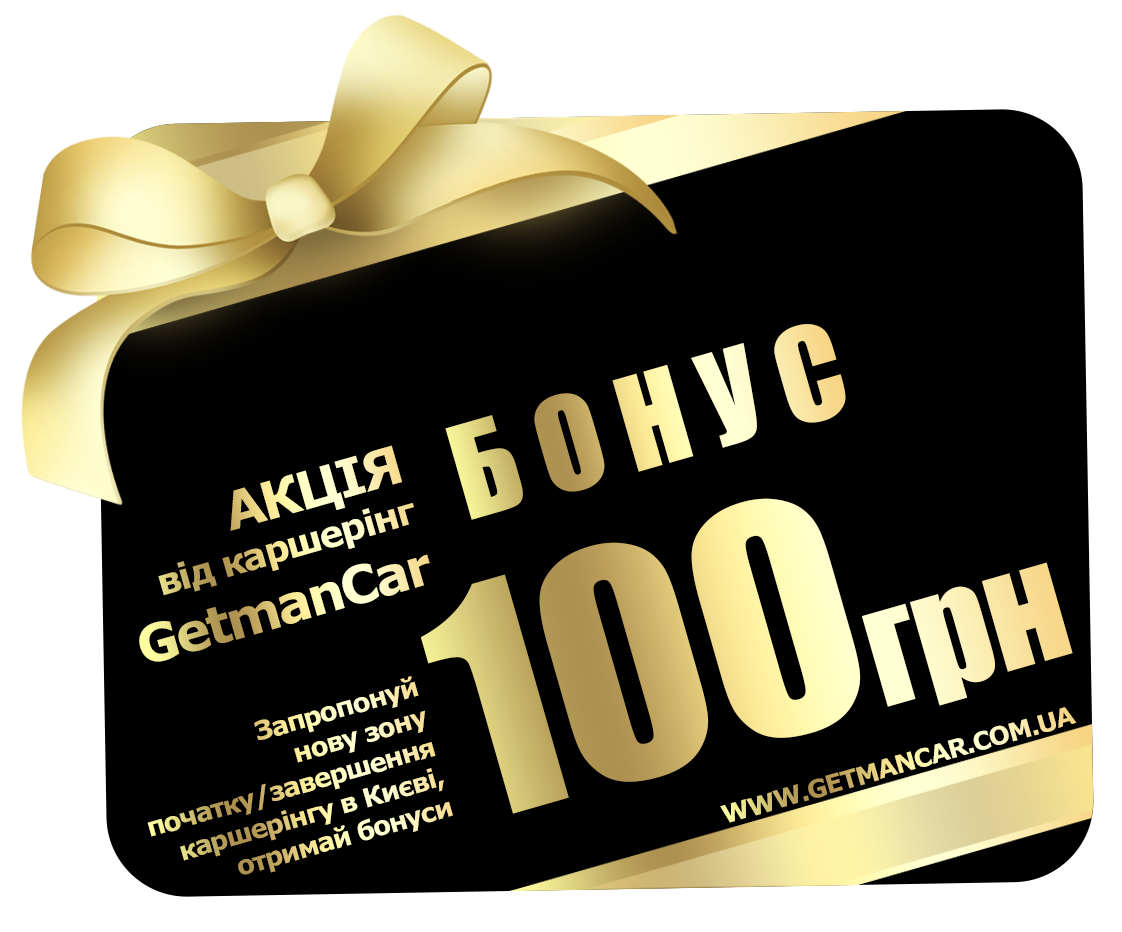 АКЦІЯ
від каршерінг
GetmanCar
БОНУС
100грн
Запропонуй
нову зону
початку/завершення
каршерінгу в Києві,
отримай бонуси
WWW.GETMANCAR.COM.UA